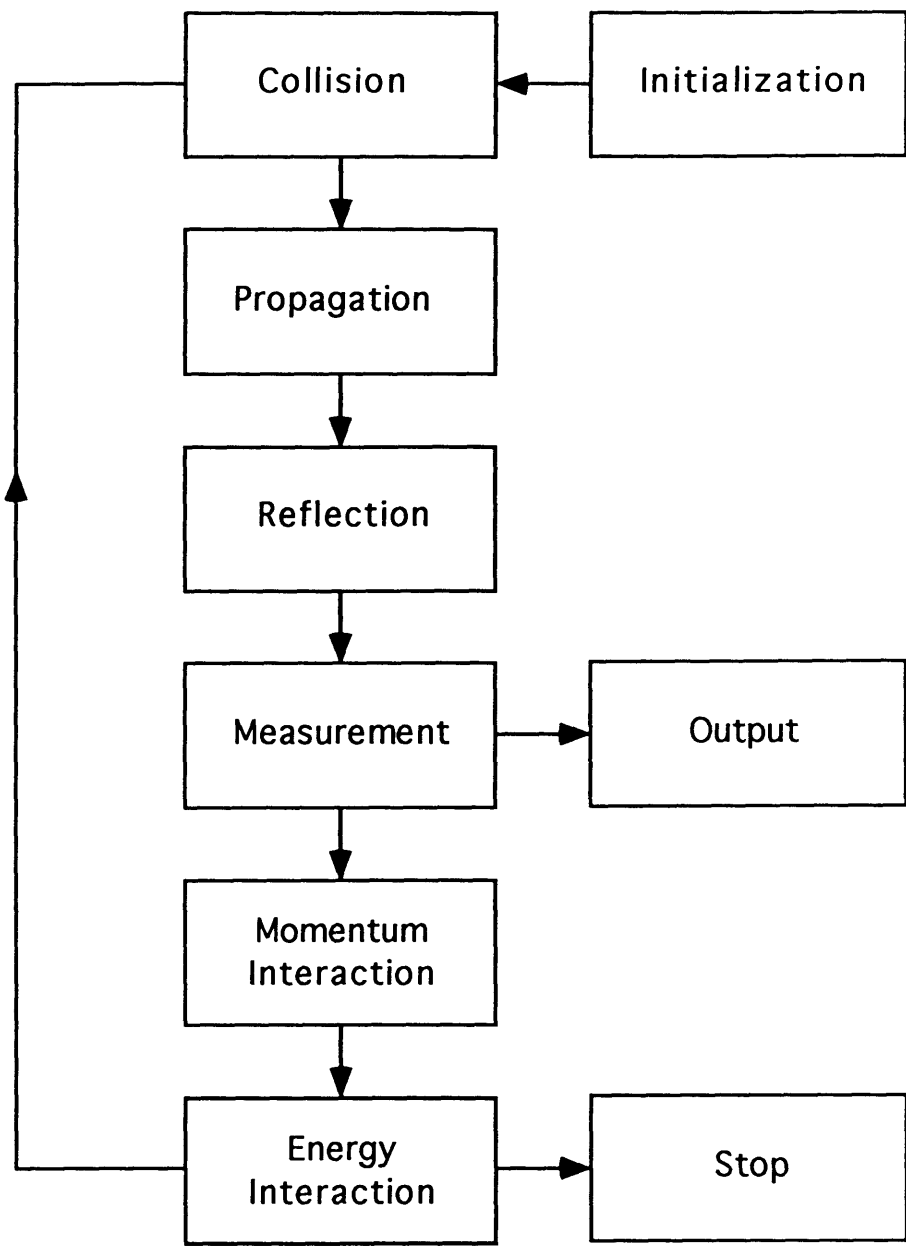 Collision
Initialization
Propagation
Reflection
Measurement
Output
Momentum
Interaction
Energy
Interaction
Stop